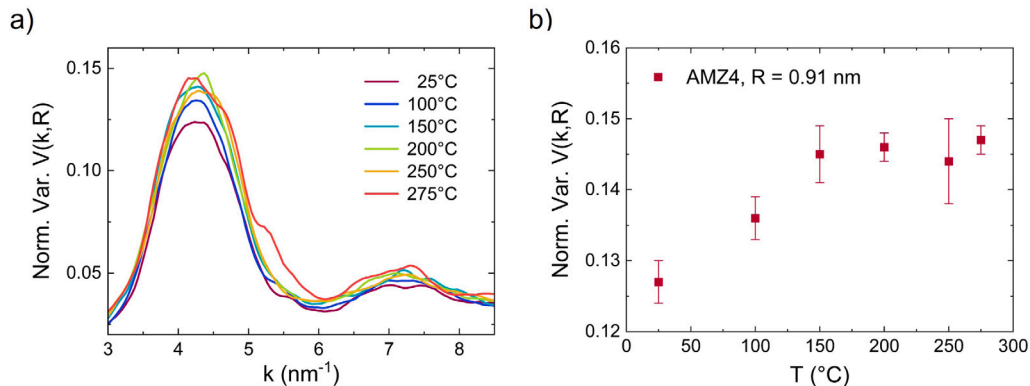 a)
Norm. Var. V(k,R)
0.15
0.10
0.05
3 4 5 6 7 8
k (nm⁻¹)
25°C
100°C
150°C
200°C
250°C
275°C
b)
Norm. Var. V(k,R)
0.16
0.15
0.14
0.13
0.12
0 50 100 150 200 250 300
T (°C)
AMZ4, R = 0.91 nm